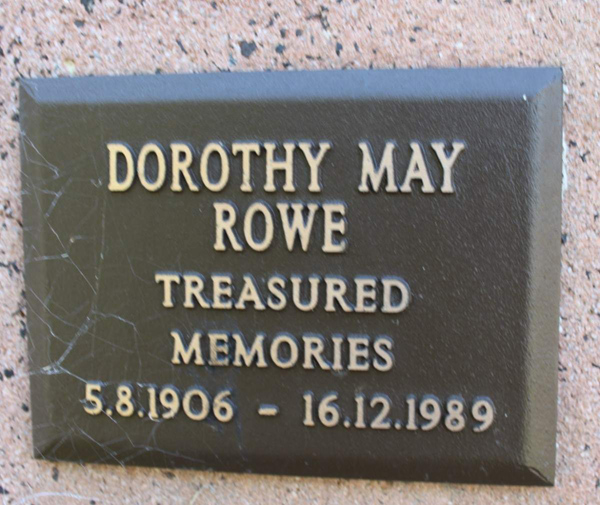 DOROTHY MAY
ROWE
TREASURED
MEMORIES
5.8.1906 - 16.12.1989